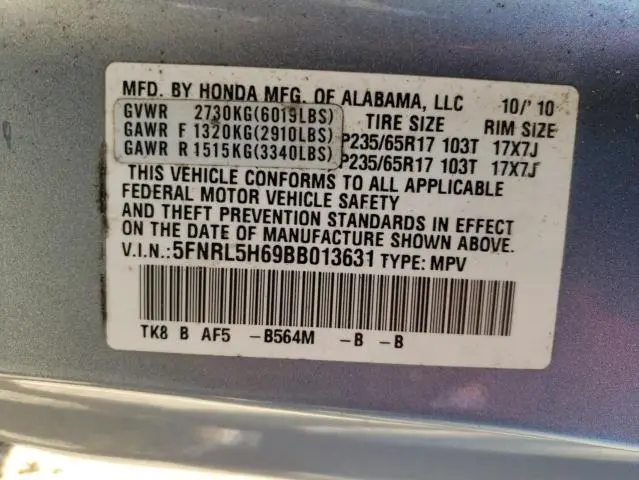 MFD. BY HONDA MFG. OF ALABAMA, LLC 10/'10
GVWR 2730KG(6019LBS) TIRE SIZE RIM SIZE
GAWR F 1320KG(2910LBS) P235/65R17 103T 17X7J
GAWR R 1515KG(3340LBS) P235/65R17 103T 17X7J
THIS VEHICLE CONFORMS TO ALL APPLICABLE
FEDERAL MOTOR VEHICLE SAFETY
AND THEFT PREVENTION STANDARDS IN EFFECT
ON THE DATE OF MANUFACTURE SHOWN ABOVE.
V.I.N.:5FNRL5H69BB013631 TYPE: MPV
TK8 B AF5 -B564M -B -B